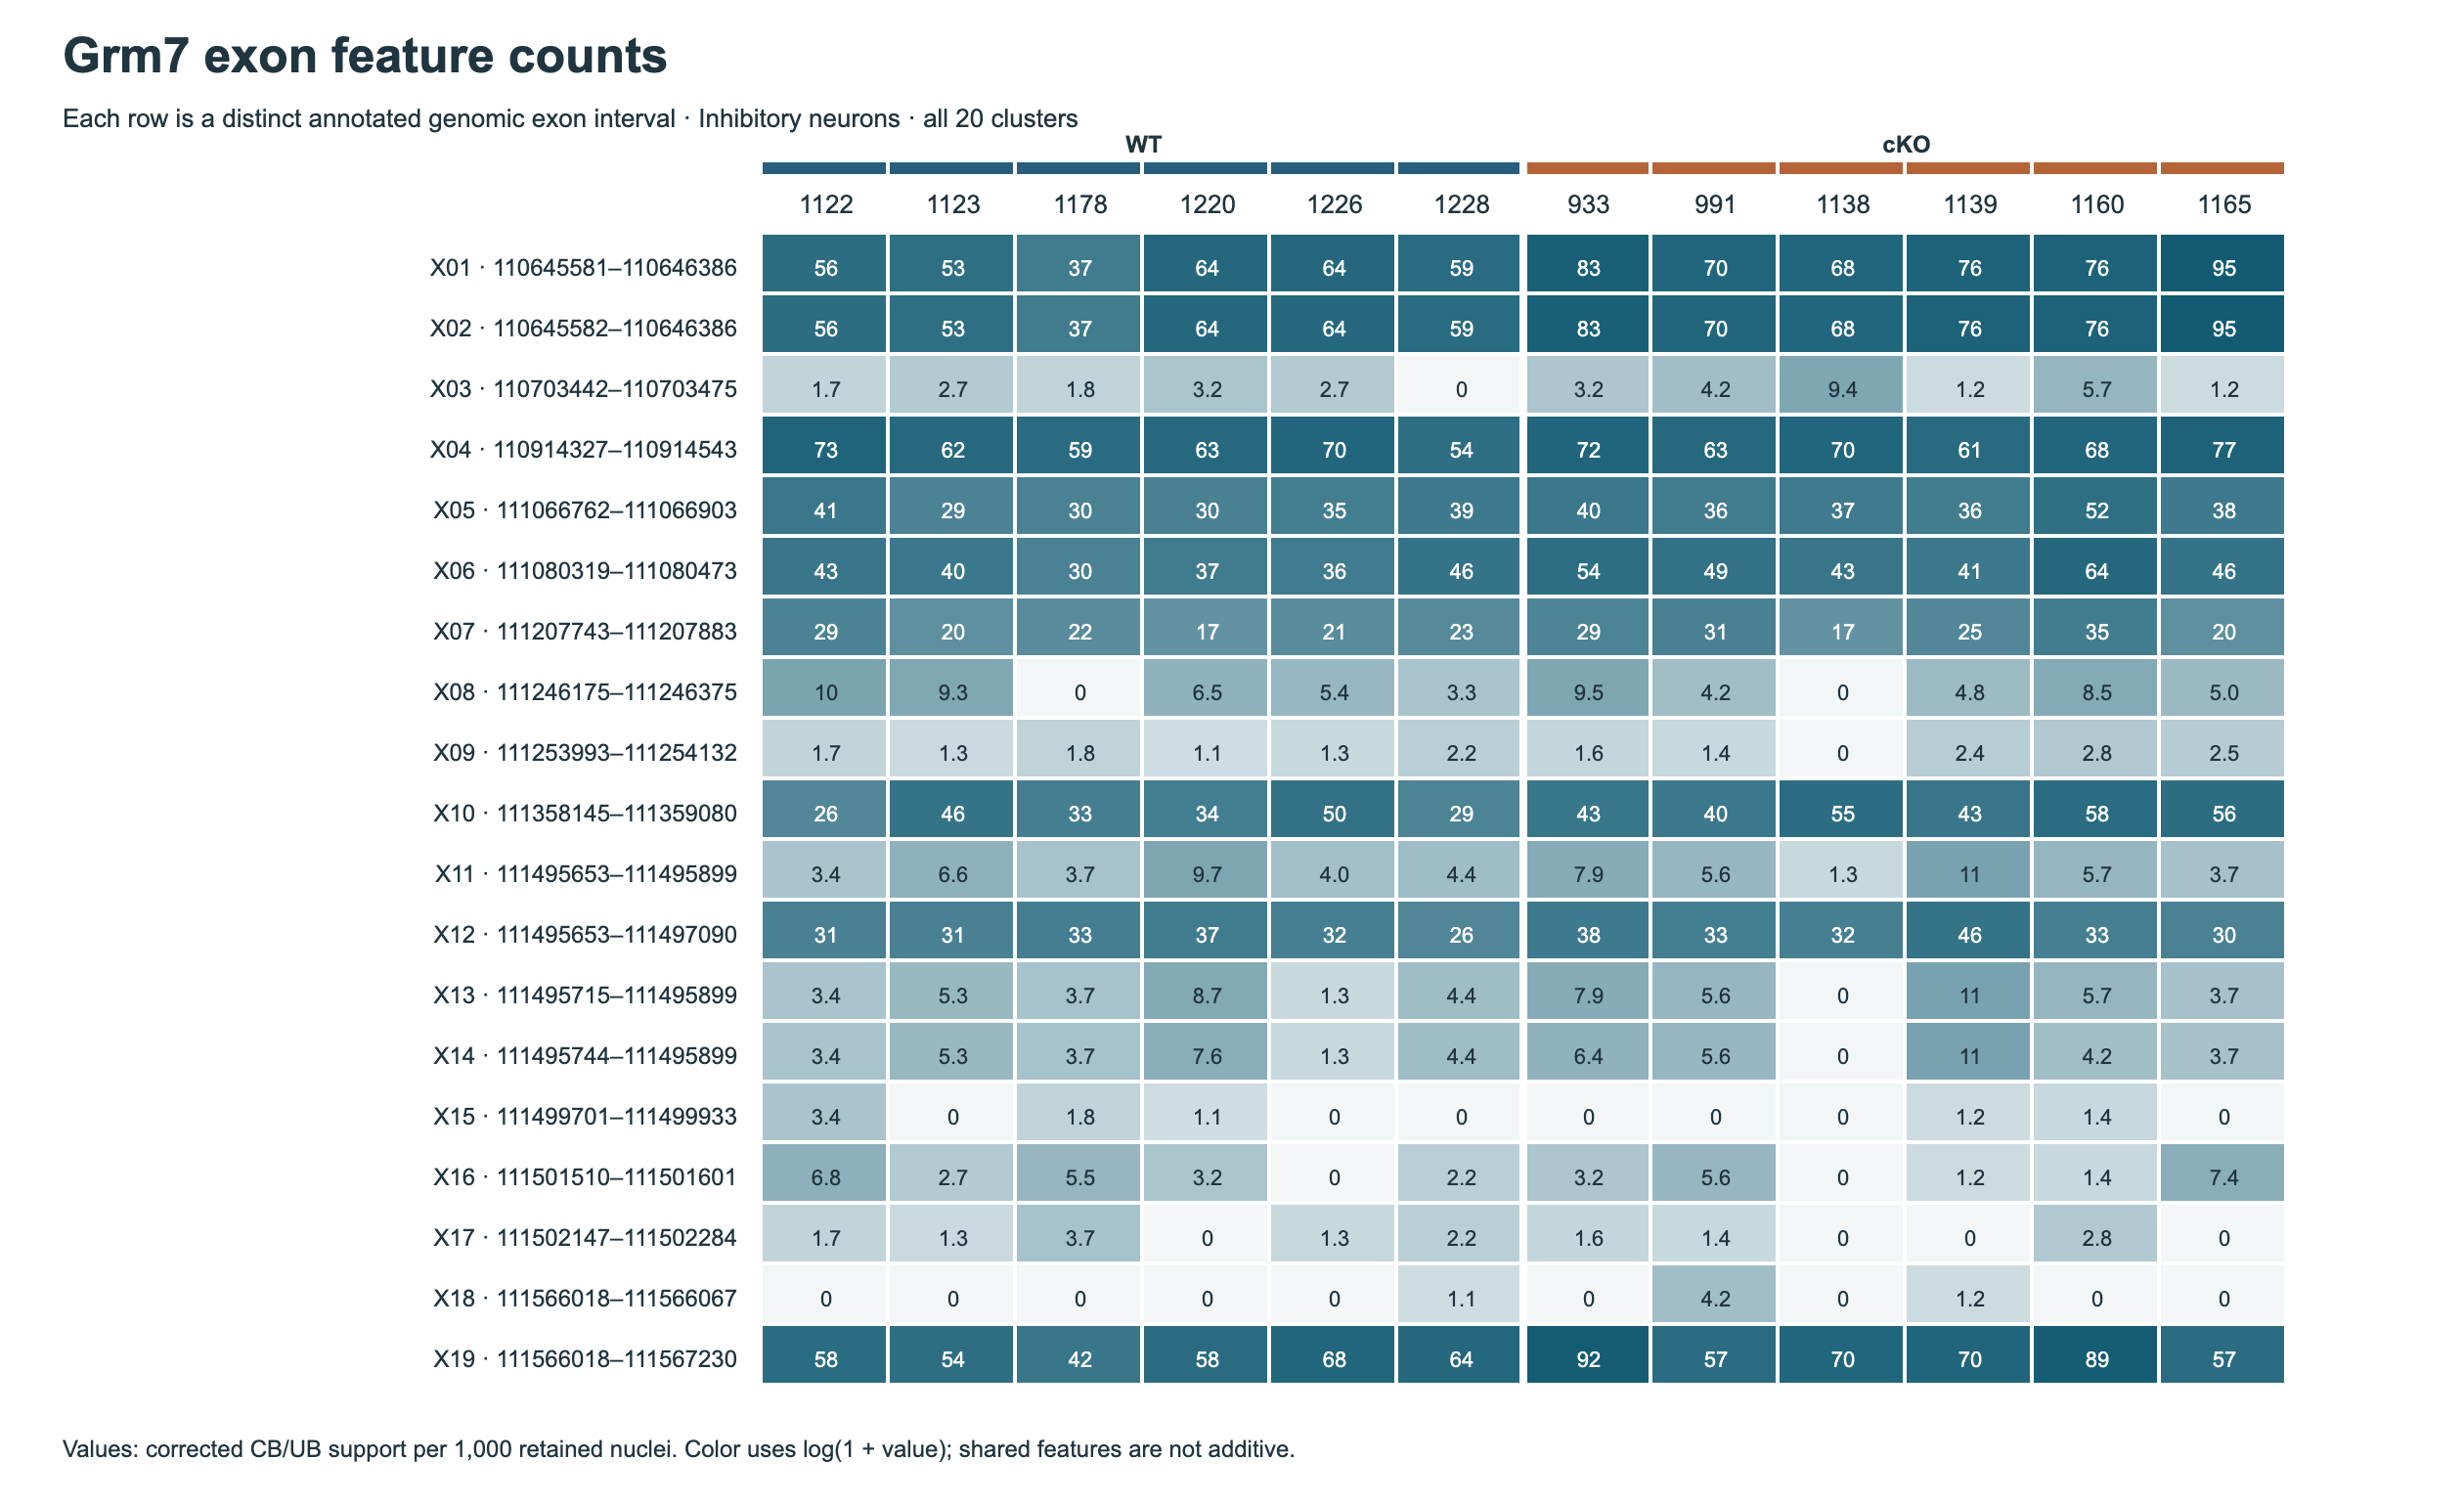 Grm7 exon feature counts
Each row is a distinct annotated genomic exon interval · Inhibitory neurons · all 20 clusters
WT cKO
1122 1123 1178 1220 1226 1228 933 991 1138 1139 1160 1165
X01 · 110645581–110646386 56 53 37 64 64 59 83 70 68 76 76 95
X02 · 110645582–110646386 56 53 37 64 64 59 83 70 68 76 76 95
X03 · 110703442–110703475 1.7 2.7 1.8 3.2 2.7 0 3.2 4.2 9.4 1.2 5.7 1.2
X04 · 110914327–110914543 73 62 59 63 70 54 72 63 70 61 68 77
X05 · 111066762–111066903 41 29 30 30 35 39 40 36 37 36 52 38
X06 · 111080319–111080473 43 40 30 37 36 46 54 49 43 41 64 46
X07 · 111207743–111207883 29 20 22 17 21 23 29 31 17 25 35 20
X08 · 111246175–111246375 10 9.3 0 6.5 5.4 3.3 9.5 4.2 0 4.8 8.5 5.0
X09 · 111253993–111254132 1.7 1.3 1.8 1.1 1.3 2.2 1.6 1.4 0 2.4 2.8 2.5
X10 · 111358145–111359080 26 46 33 34 50 29 43 40 55 43 58 56
X11 · 111495653–111495899 3.4 6.6 3.7 9.7 4.0 4.4 7.9 5.6 1.3 11 5.7 3.7
X12 · 111495653–111497090 31 31 33 37 32 26 38 33 32 46 33 30
X13 · 111495715–111495899 3.4 5.3 3.7 8.7 1.3 4.4 7.9 5.6 0 11 5.7 3.7
X14 · 111495744–111495899 3.4 5.3 3.7 7.6 1.3 4.4 6.4 5.6 0 11 4.2 3.7
X15 · 111499701–111499933 3.4 0 1.8 1.1 0 0 0 0 0 1.2 1.4 0
X16 · 111501510–111501601 6.8 2.7 5.5 3.2 0 2.2 3.2 5.6 0 1.2 1.4 7.4
X17 · 111502147–111502284 1.7 1.3 3.7 0 1.3 2.2 1.6 1.4 0 0 2.8 0
X18 · 111566018–111566067 0 0 0 0 0 1.1 0 4.2 0 1.2 0 0
X19 · 111566018–111567230 58 54 42 58 68 64 92 57 70 70 89 57
Values: corrected CB/UB support per 1,000 retained nuclei. Color uses log(1 + value); shared features are not additive.